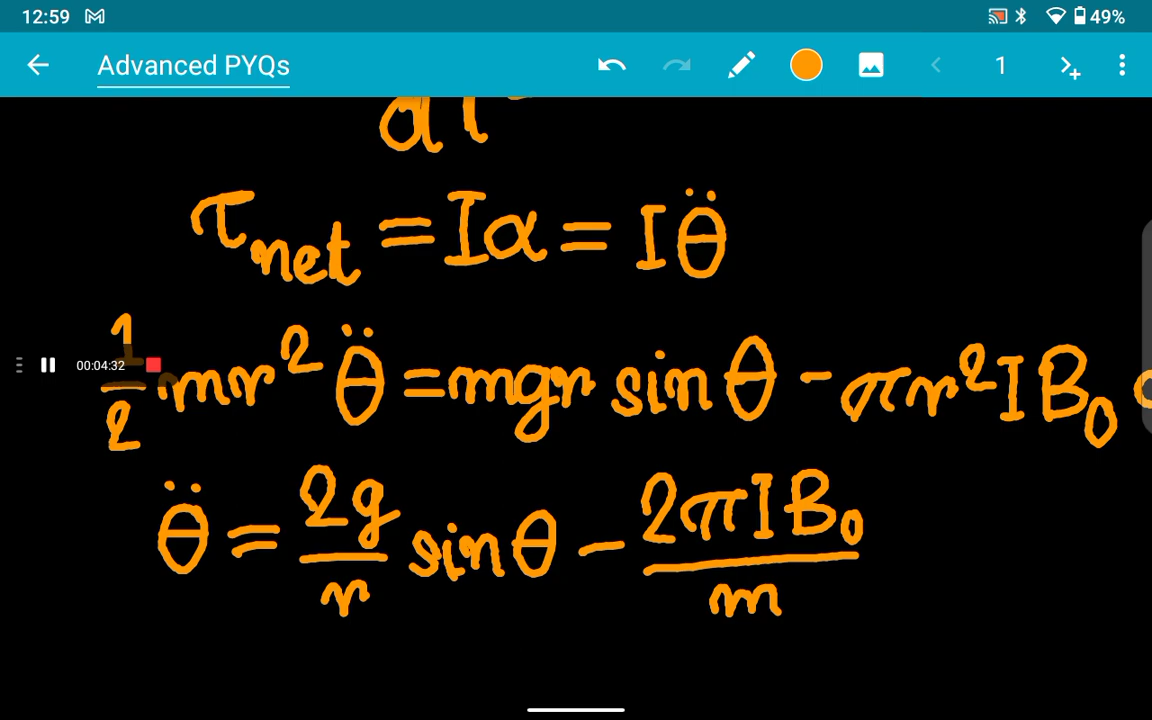 12:59 49%
Advanced PYQs 1
τnet = Iα = Iθ̈
00:04:32
1/2 mr²θ̈ = mgr sinθ - πr²IB₀
θ̈ = 2g/r sinθ - 2πIB₀/m